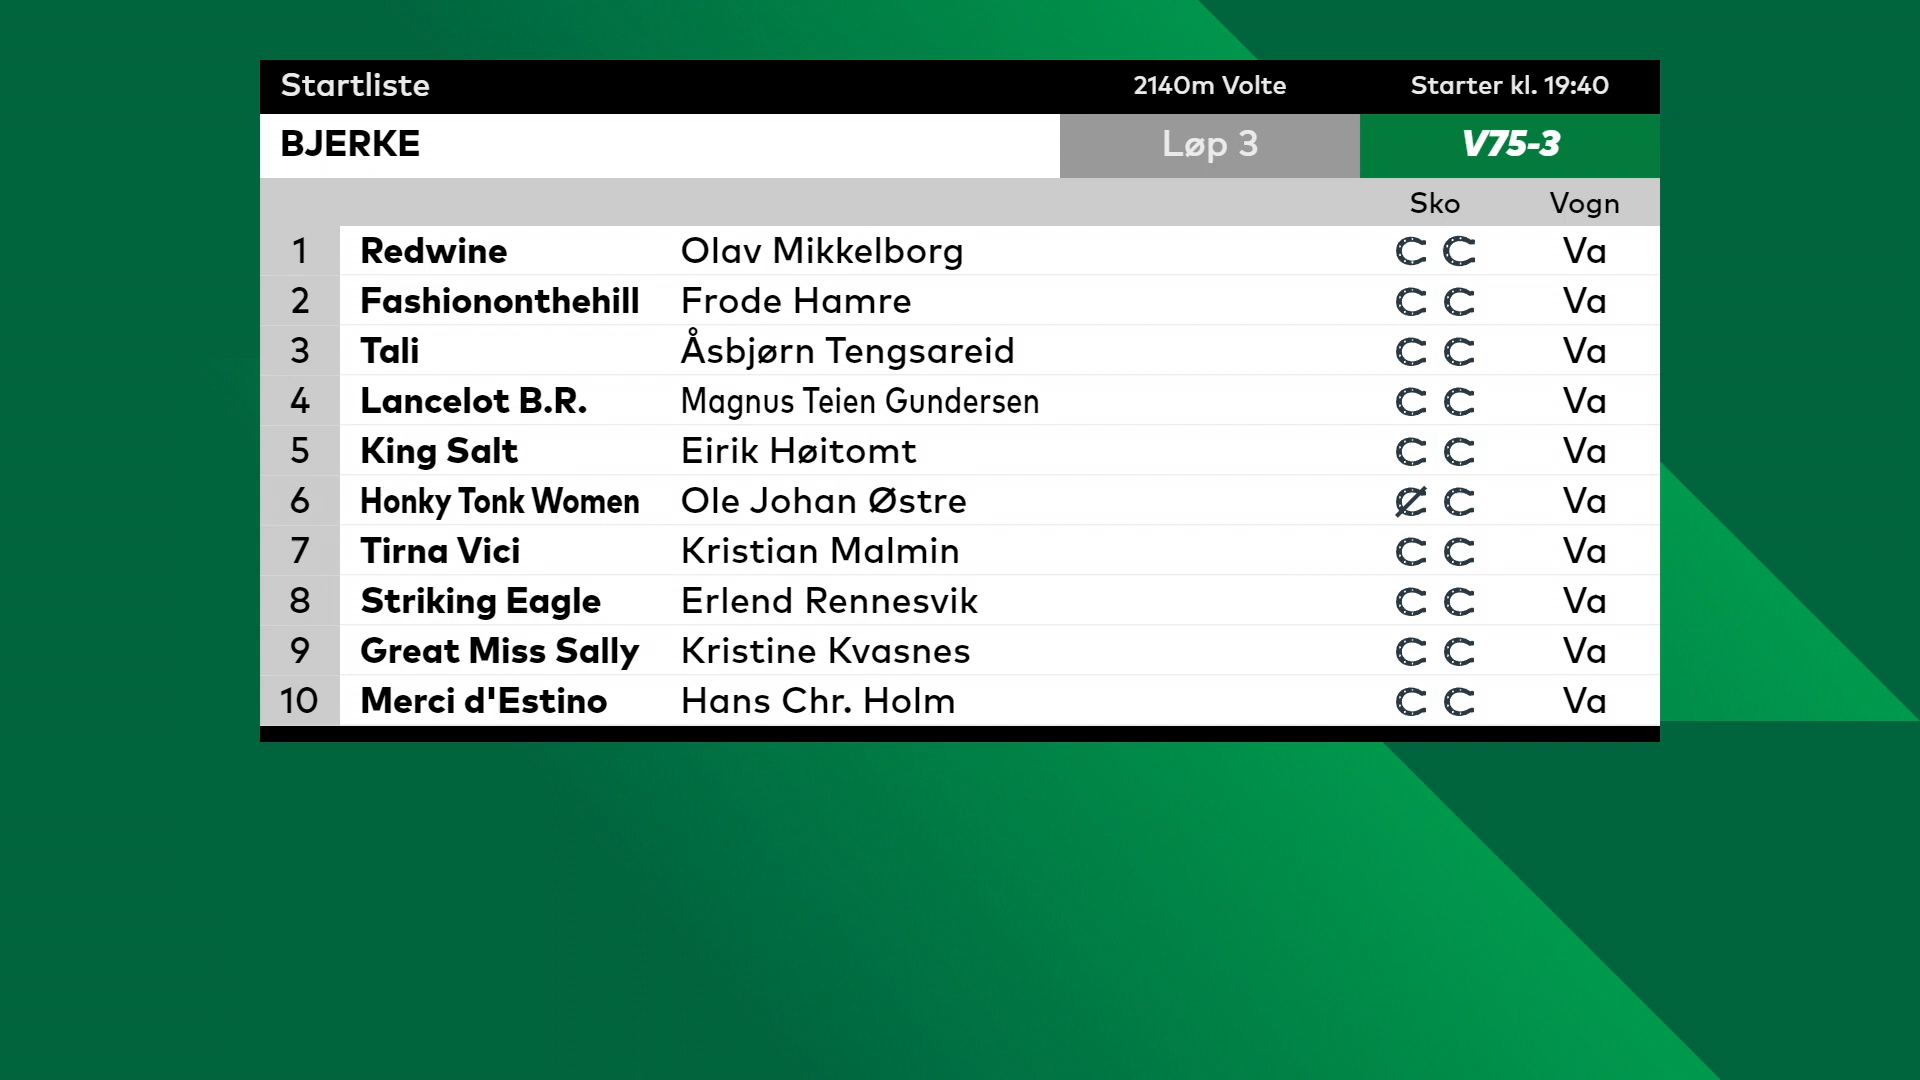 Startliste 2140m Volte Starter kl. 19:40
BJERKE Løp 3 V75-3
Sko Vogn
1 Redwine Olav Mikkelborg Va
2 Fashiononthehill Frode Hamre Va
3 Tali Åsbjørn Tengsareid Va
4 Lancelot B.R. Magnus Teien Gundersen Va
5 King Salt Eirik Høitomt Va
6 Honky Tonk Women Ole Johan Østre Va
7 Tirna Vici Kristian Malmin Va
8 Striking Eagle Erlend Rennesvik Va
9 Great Miss Sally Kristine Kvasnes Va
10 Merci d'Estino Hans Chr. Holm Va